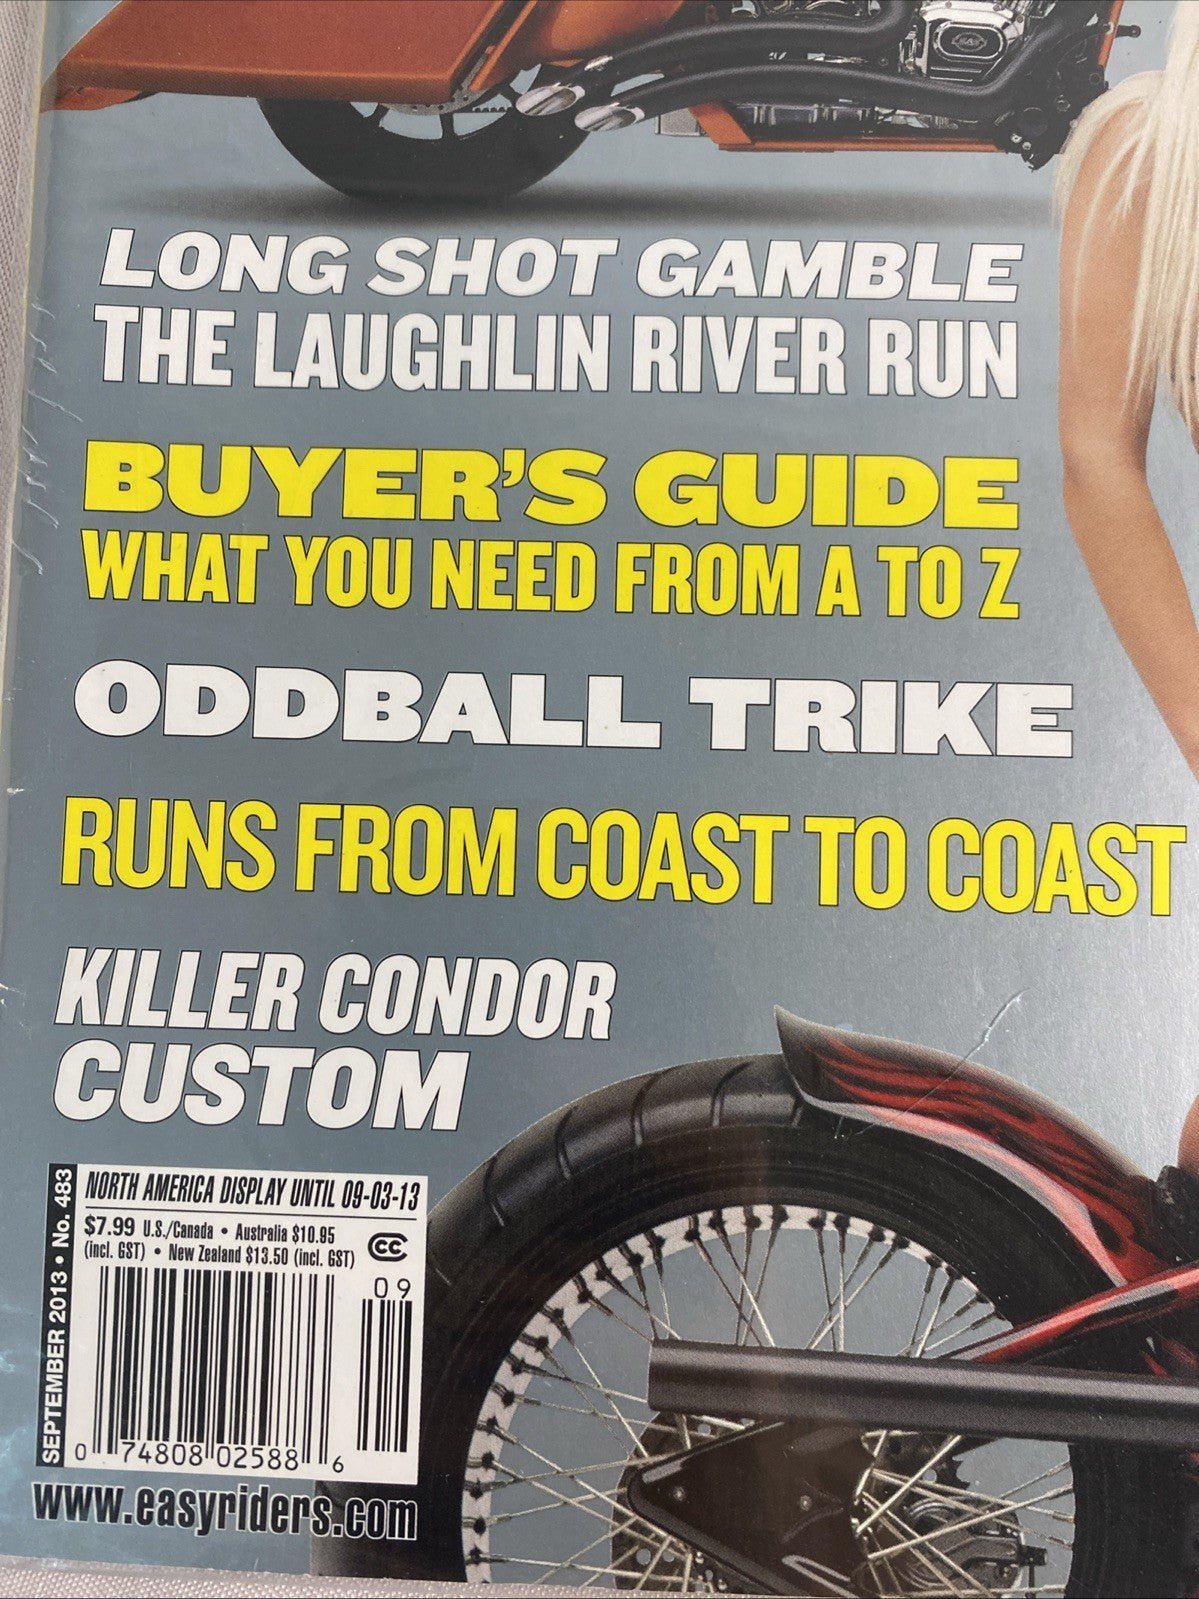 LONG SHOT GAMBLE
THE LAUGHLIN RIVER RUN
BUYER'S GUIDE
WHAT YOU NEED FROM A TO Z
ODDBALL TRIKE
RUNS FROM COAST TO COAST
KILLER CONDOR
CUSTOM
SEPTEMBER 2013 • No. 483
NORTH AMERICA DISPLAY UNTIL 09-03-13
$7.99 U.S./Canada • Australia $10.95
(incl. GST) • New Zealand $13.50 (incl. GST)
CC
09
0 74808 02588 6
www.easyriders.com